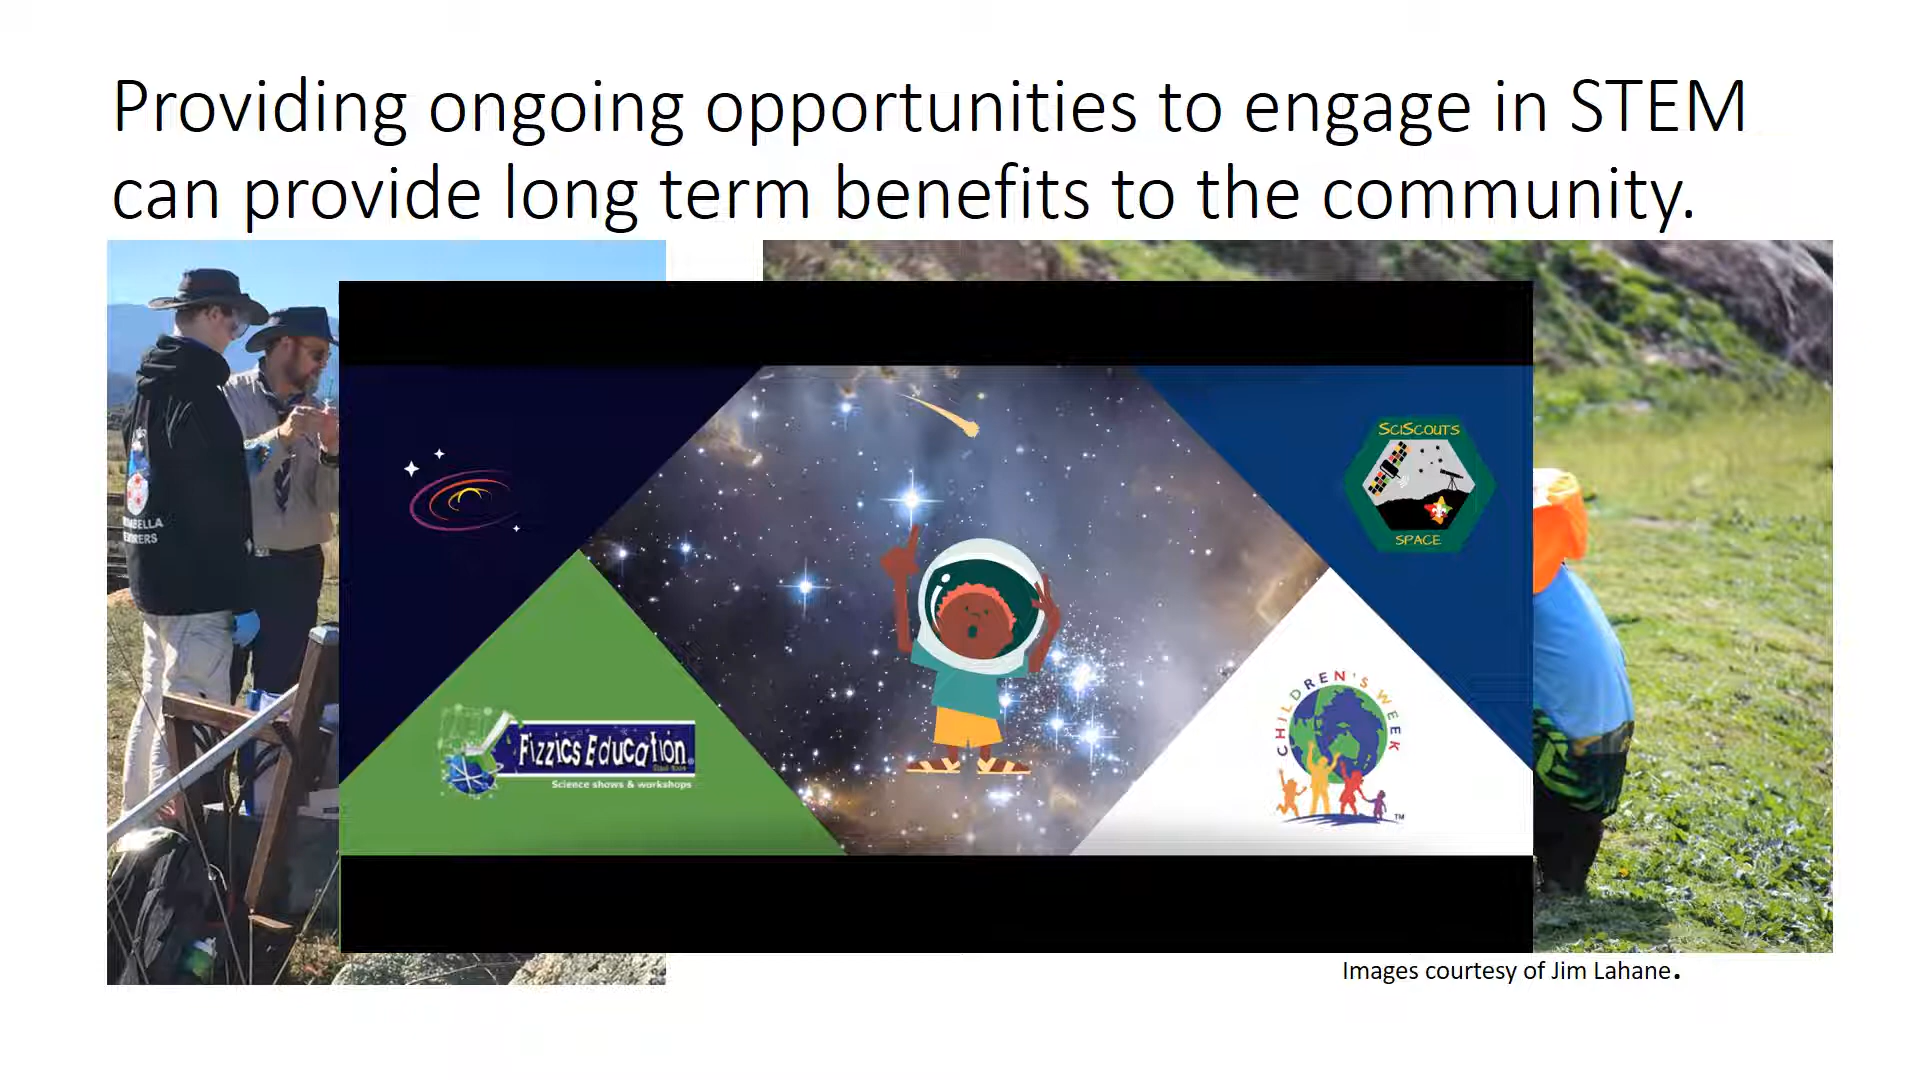 Providing ongoing opportunities to engage in STEM
can provide long term benefits to the community.
SCISCOUTS
SPACE
CHILDREN'S WEEK
TM
Fizzics Education
Science shows & workshops
Images courtesy of Jim Lahane.